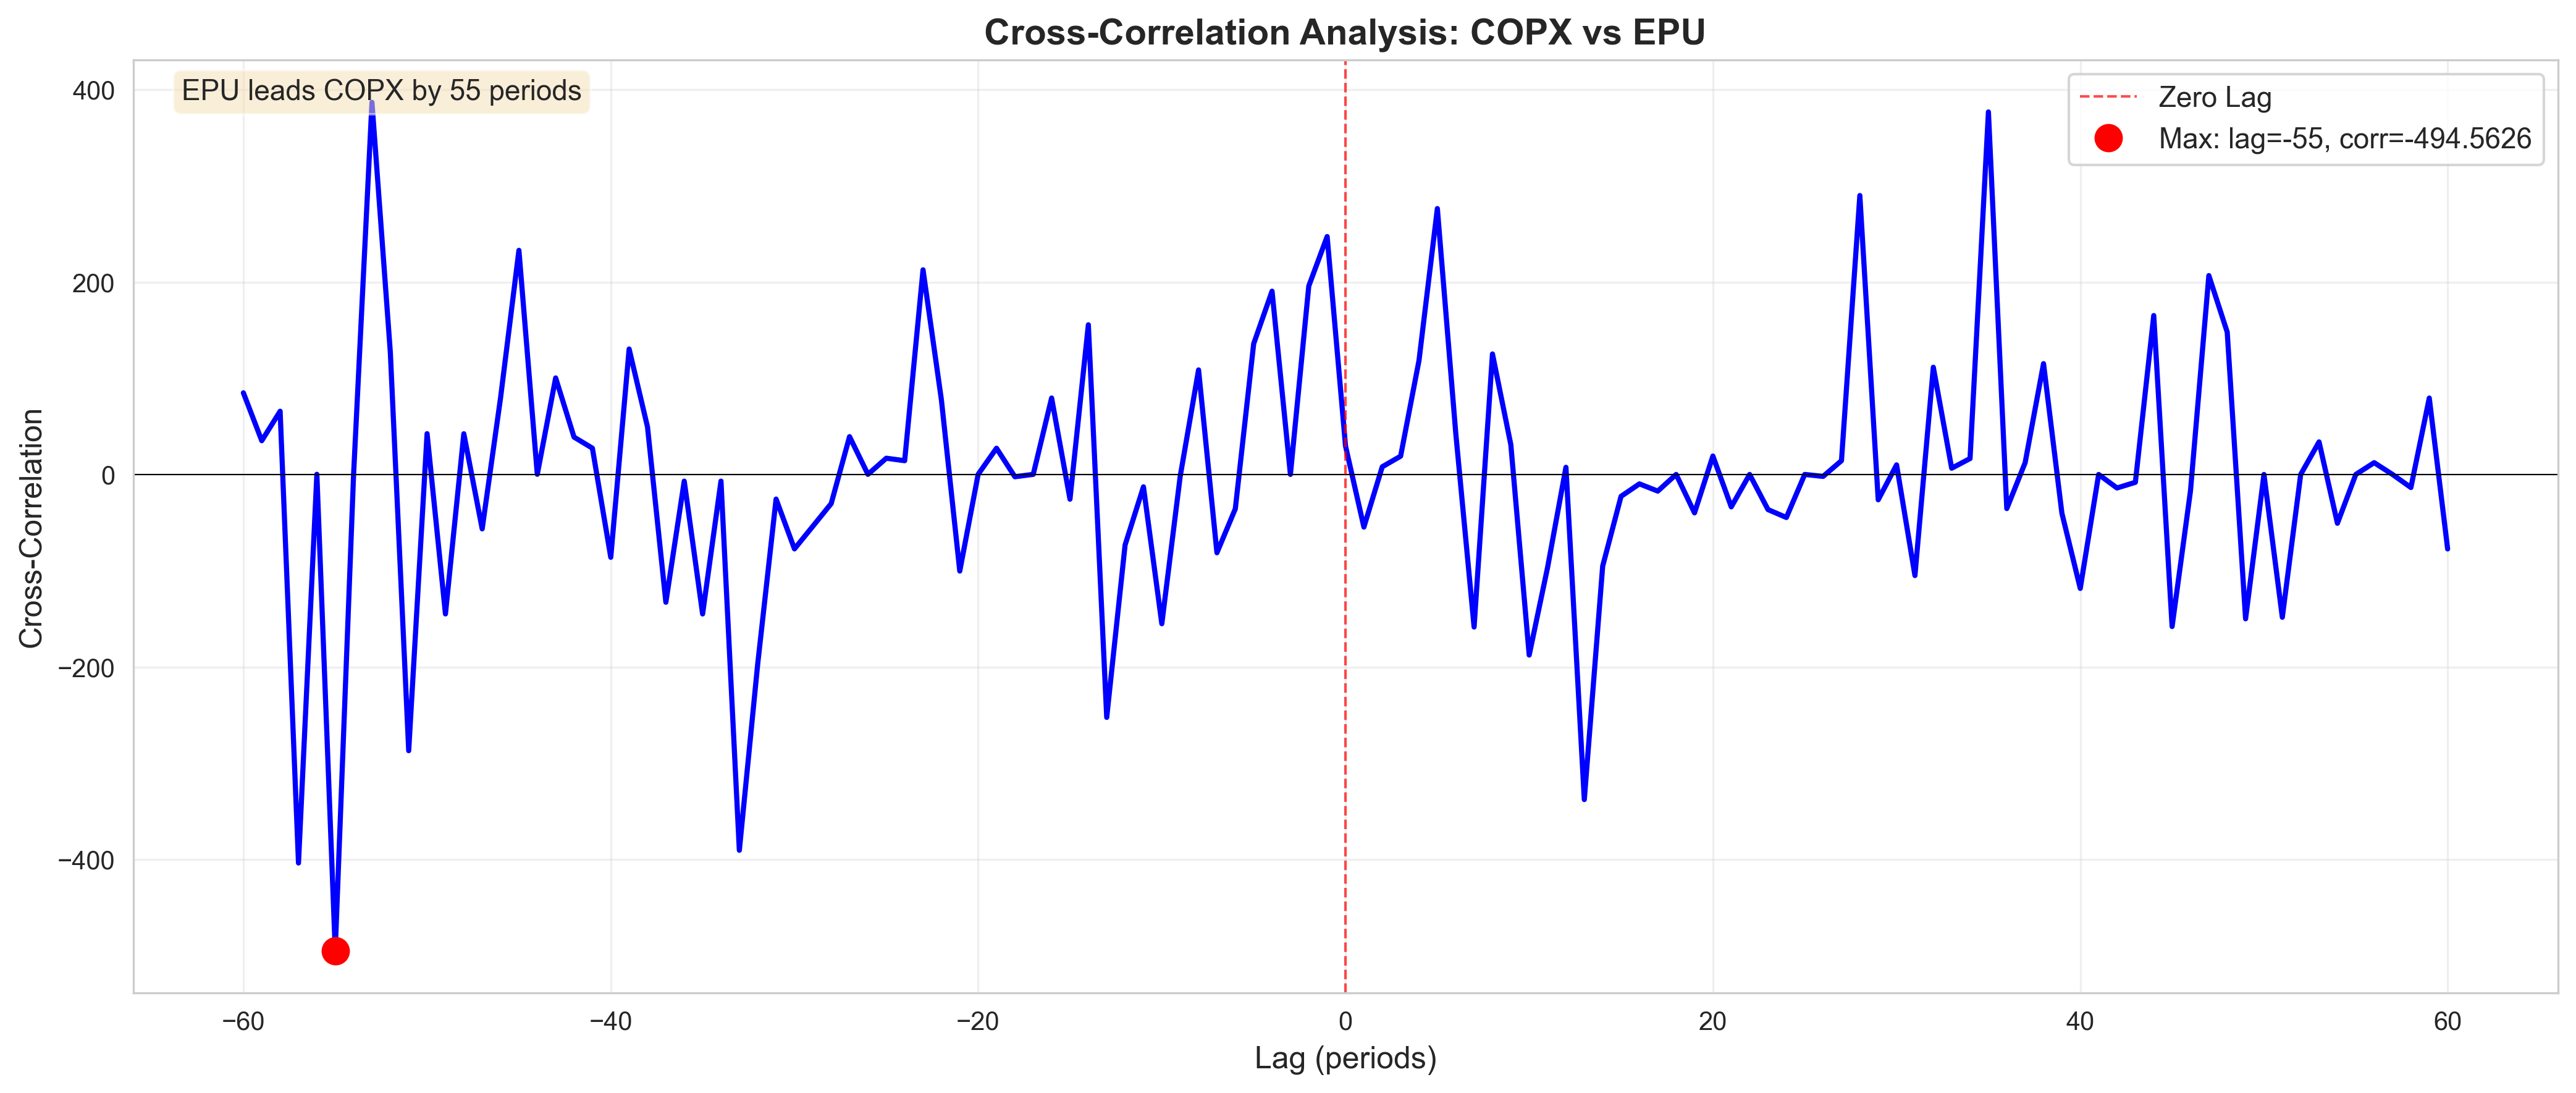 Cross-Correlation Analysis: COPX vs EPU
EPU leads COPX by 55 periods
Zero Lag
Max: lag=-55, corr=-494.5626
Cross-Correlation
400
200
0
−200
−400
−60
−40
−20
0
20
40
60
Lag (periods)